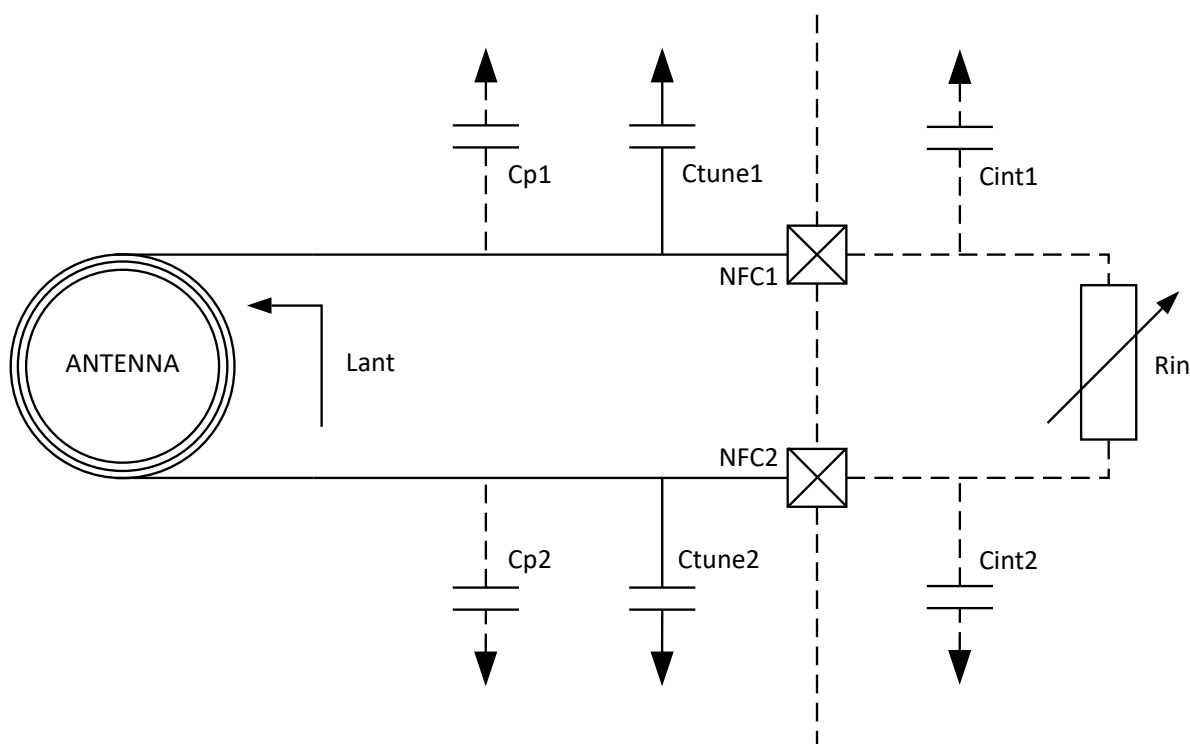 Cp1
Ctune1
Cint1
NFC1
ANTENNA
Lant
Rin
NFC2
Cp2
Ctune2
Cint2